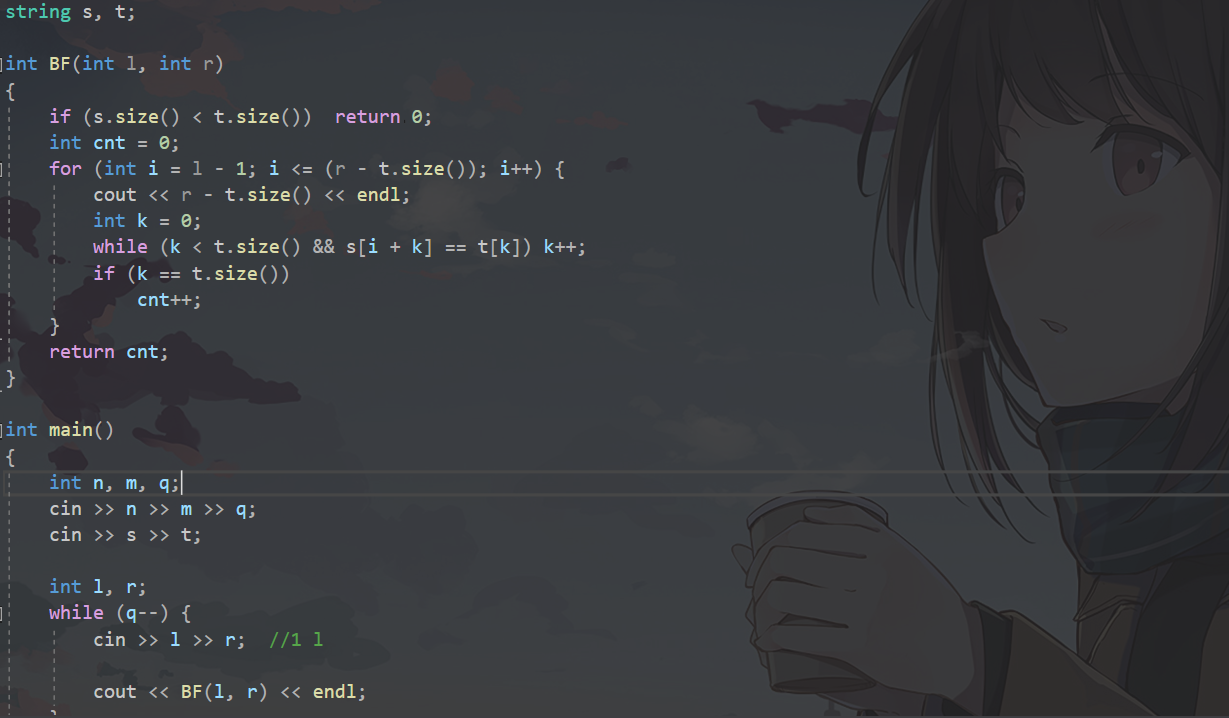 string s, t;
int BF(int l, int r)
{
if (s.size() < t.size())  return 0;
int cnt = 0;
for (int i = l - 1; i <= (r - t.size()); i++) {
cout << r - t.size() << endl;
int k = 0;
while (k < t.size() && s[i + k] == t[k]) k++;
if (k == t.size())
cnt++;
}
return cnt;
}
int main()
{
int n, m, q;
cin >> n >> m >> q;
cin >> s >> t;
int l, r;
while (q--) {
cin >> l >> r;  //1 l
cout << BF(l, r) << endl;